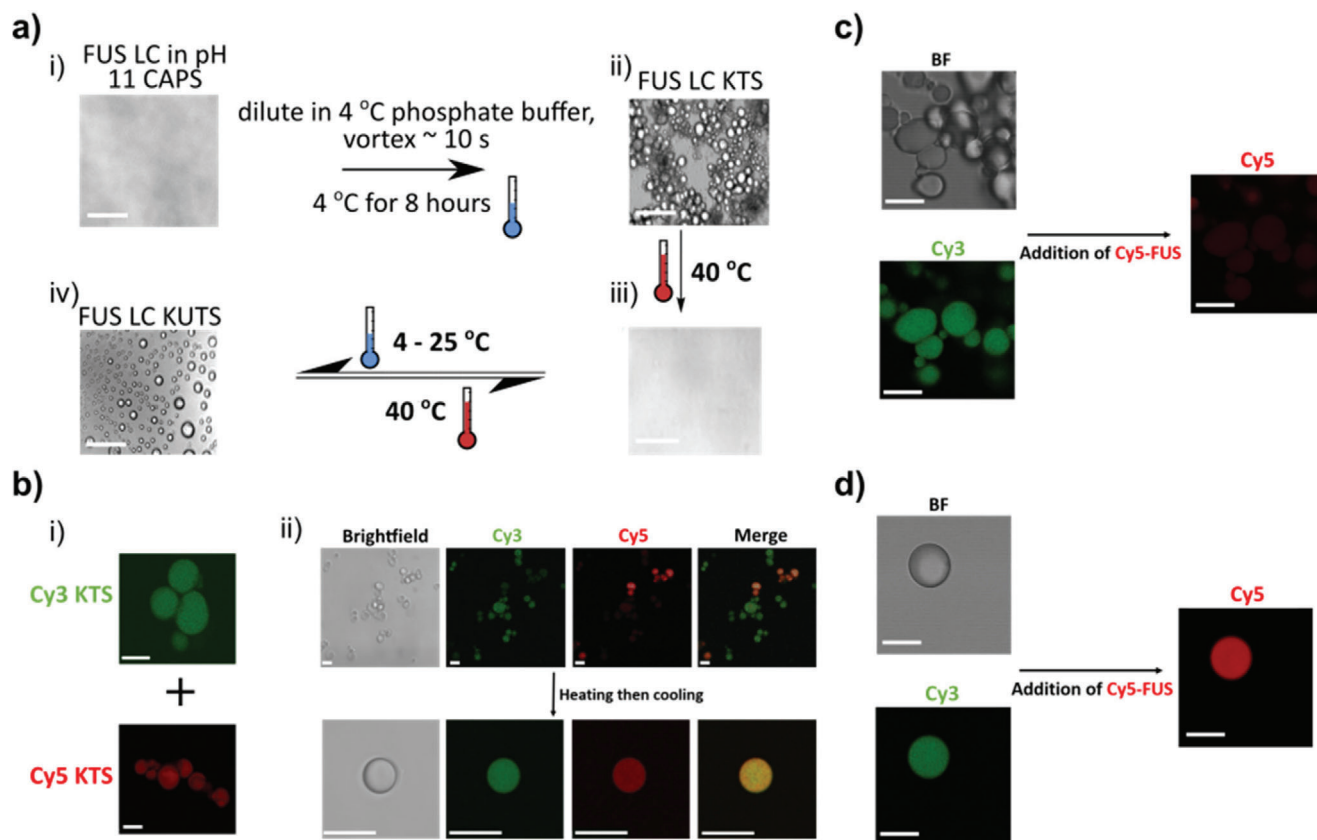 a)
i)
FUS LC in pH
11 CAPS
dilute in 4 °C phosphate buffer,
vortex ~ 10 s
4 °C for 8 hours
ii)
FUS LC KTS
40 °C
iii)
iv)
FUS LC KUTS
4 - 25 °C
40 °C
b)
i)
Cy3 KTS
+
Cy5 KTS
ii)
Brightfield
Cy3
Cy5
Merge
Heating then cooling
c)
BF
Cy3
Addition of Cy5-FUS
Cy5
d)
BF
Cy3
Addition of Cy5-FUS
Cy5